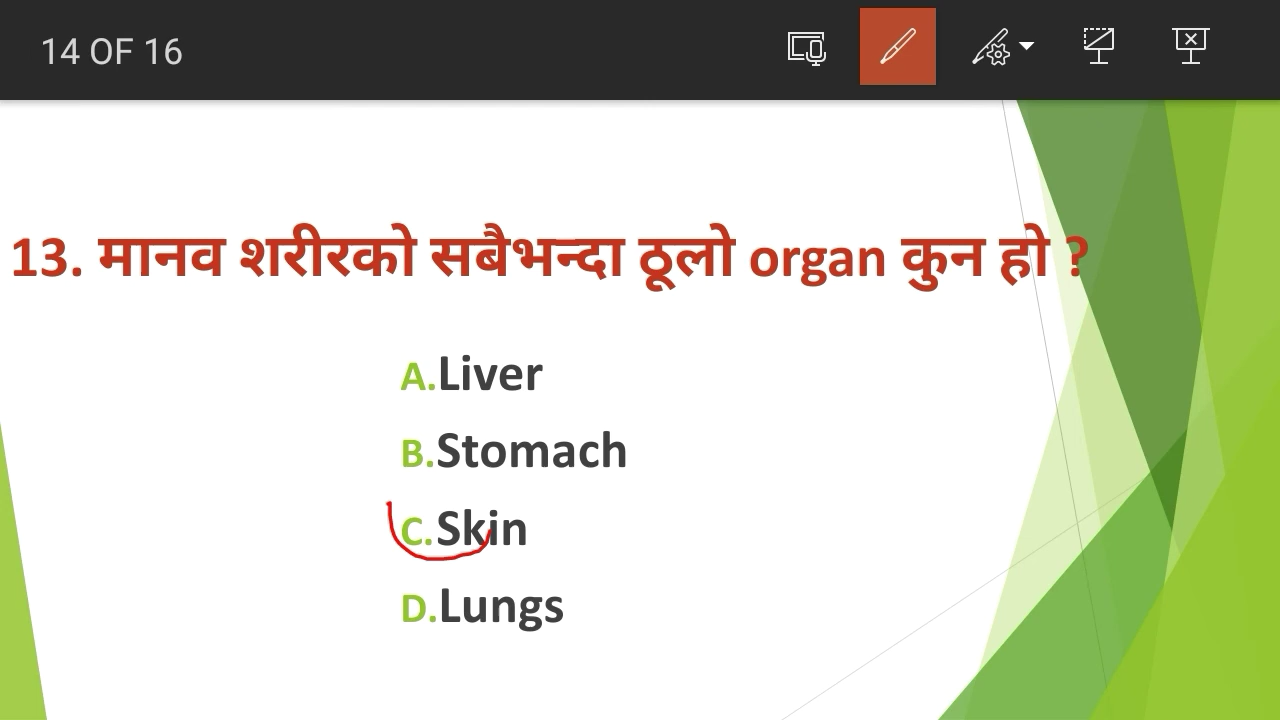 14 OF 16
13. मानव शरीरको सबैभन्दा ठूलो organ कुन हो ?
A.Liver
B.Stomach
C.Skin
D.Lungs